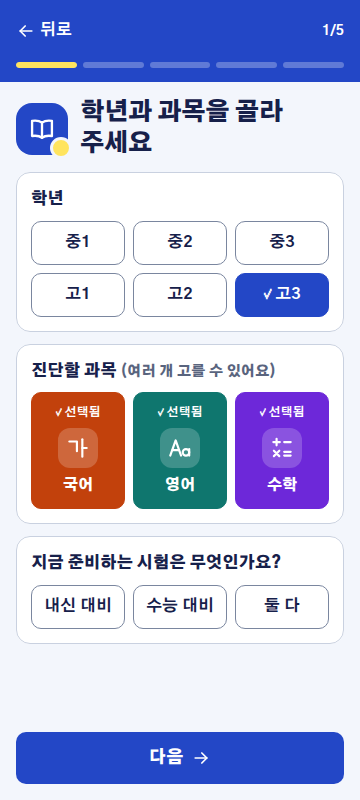 ← 뒤로
1/5
학년과 과목을 골라
주세요
학년
중1 중2 중3
고1 고2 ✓ 고3
진단할 과목 (여러 개 고를 수 있어요)
✓ 선택됨 ✓ 선택됨 ✓ 선택됨
가 Aa
국어 영어 수학
지금 준비하는 시험은 무엇인가요?
내신 대비 수능 대비 둘 다
다음 →